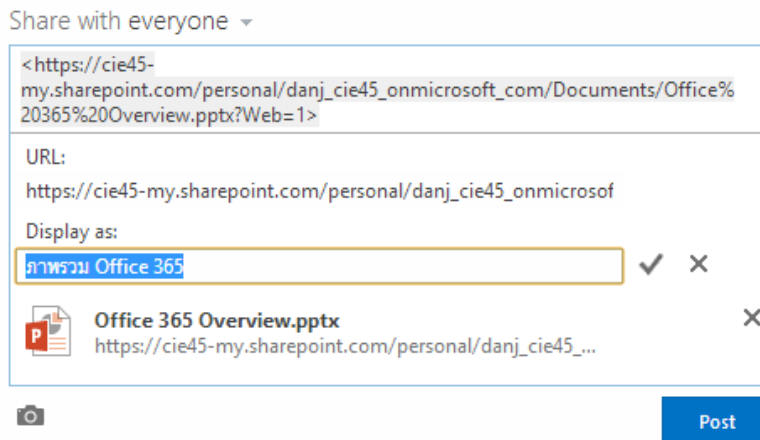 Share with everyone
<https://cie45-
my.sharepoint.com/personal/danj_cie45_onmicrosoft_com/Documents/Office%
20365%20Overview.pptx?Web=1>
URL:
https://cie45-my.sharepoint.com/personal/danj_cie45_onmicrosof
Display as:
ภาพรวม Office 365
Office 365 Overview.pptx
https://cie45-my.sharepoint.com/personal/danj_cie45_...
Post